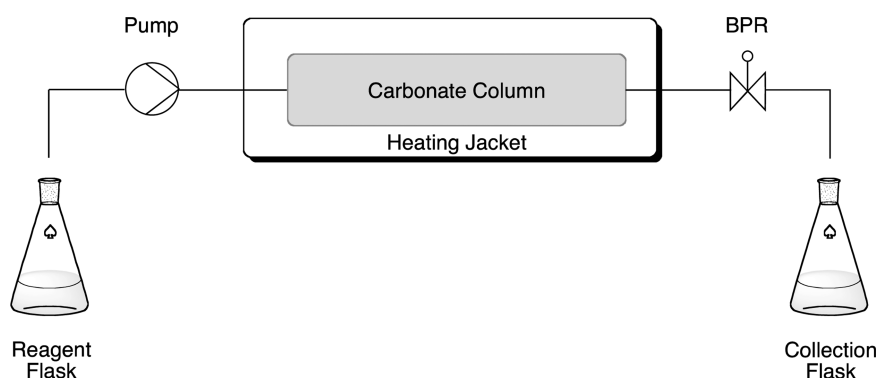 Pump
BPR
Carbonate Column
Heating Jacket
Reagent
Flask
Collection
Flask